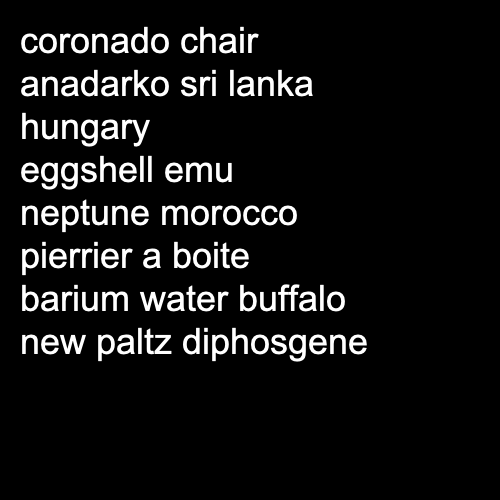 coronado chair
anadarko sri lanka
hungary
eggshell emu
neptune morocco
pierrier a boite
barium water buffalo
new paltz diphosgene